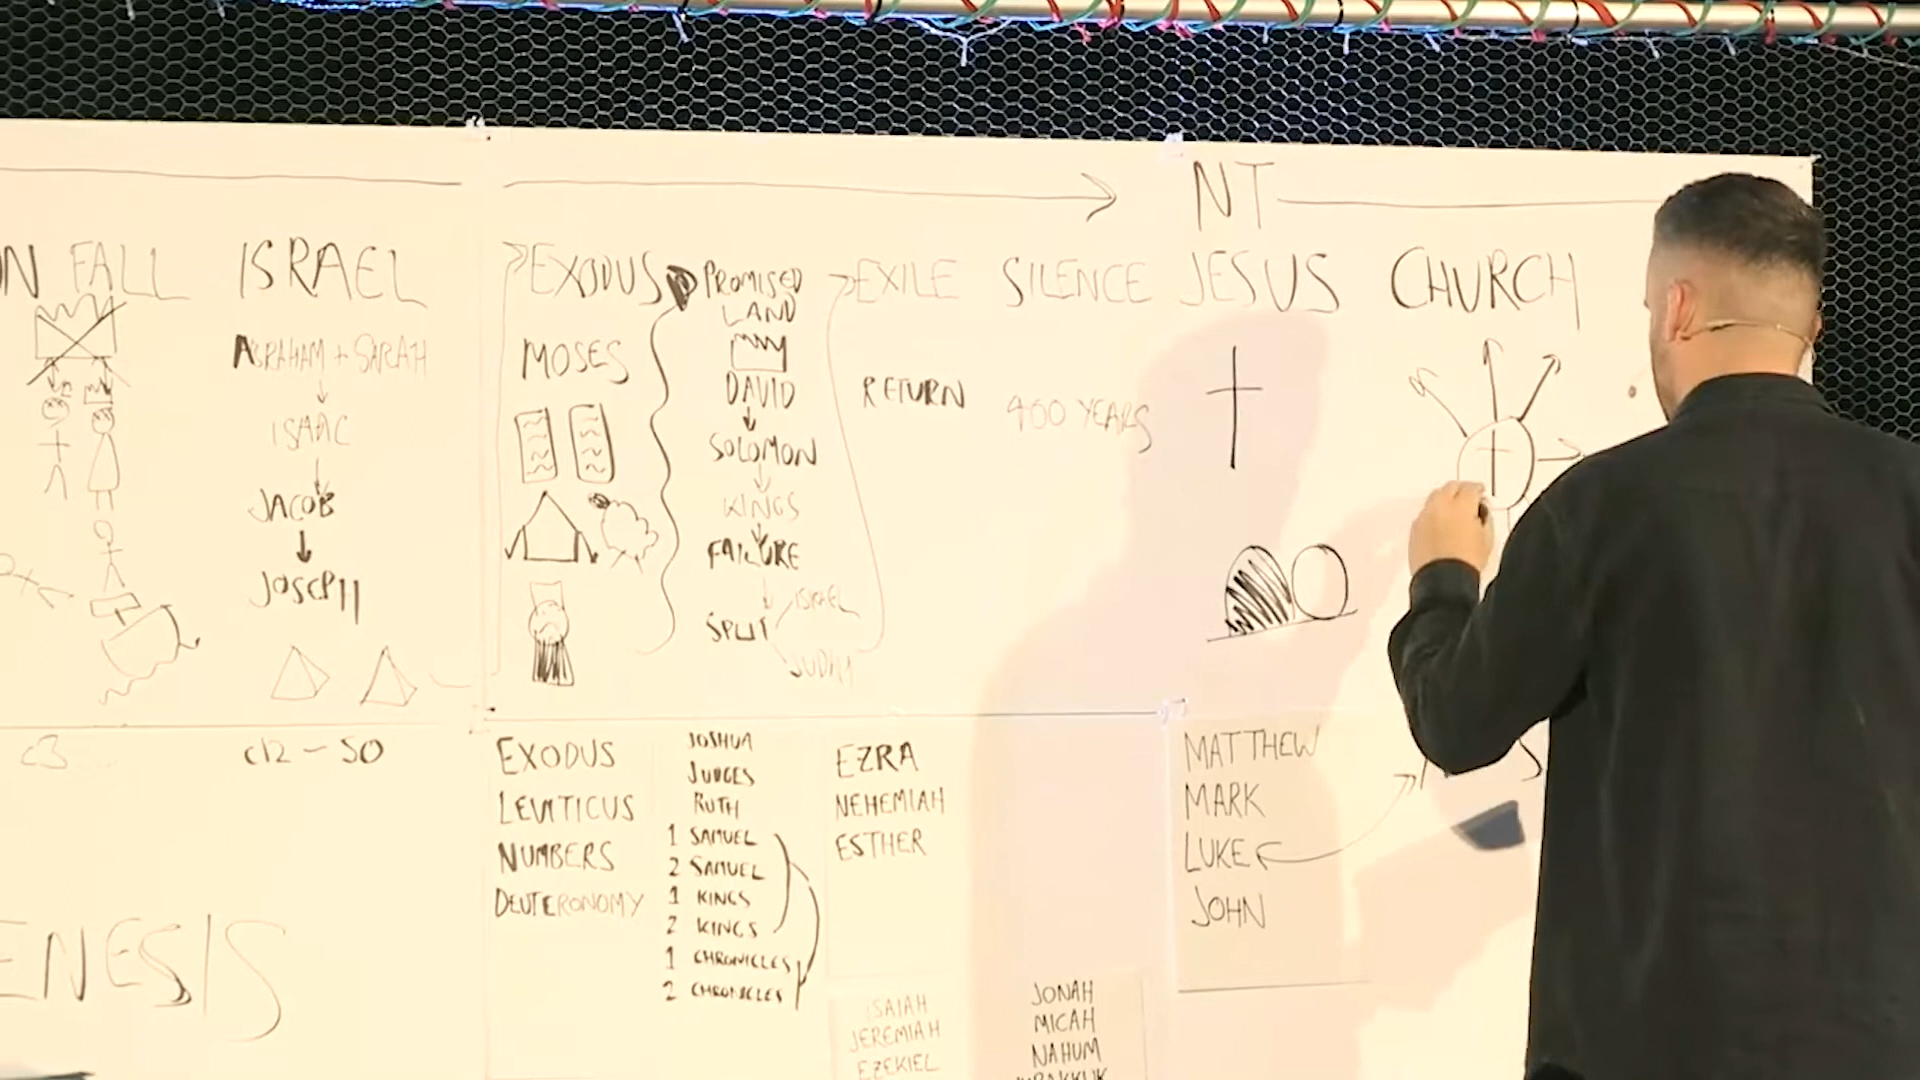 NT
N FALL
ISRAEL
EXODUS
PROMISED
LAND
EXILE
SILENCE
JESUS
CHURCH
ABRAHAM + SARAH
ISAAC
JACOB
JOSEPH
MOSES
DAVID
SOLOMON
KINGS
FAILURE
SPLIT
ISRAEL
JUDAH
RETURN
400 YEARS
c3
c12 - 50
ENESIS
EXODUS
LEVITICUS
NUMBERS
DEUTERONOMY
JOSHUA
JUDGES
RUTH
1 SAMUEL
2 SAMUEL
1 KINGS
2 KINGS
1 CHRONICLES
2 CHRONICLES
EZRA
NEHEMIAH
ESTHER
ISAIAH
JEREMIAH
EZEKIEL
JONAH
MICAH
NAHUM
MATTHEW
MARK
LUKE
JOHN